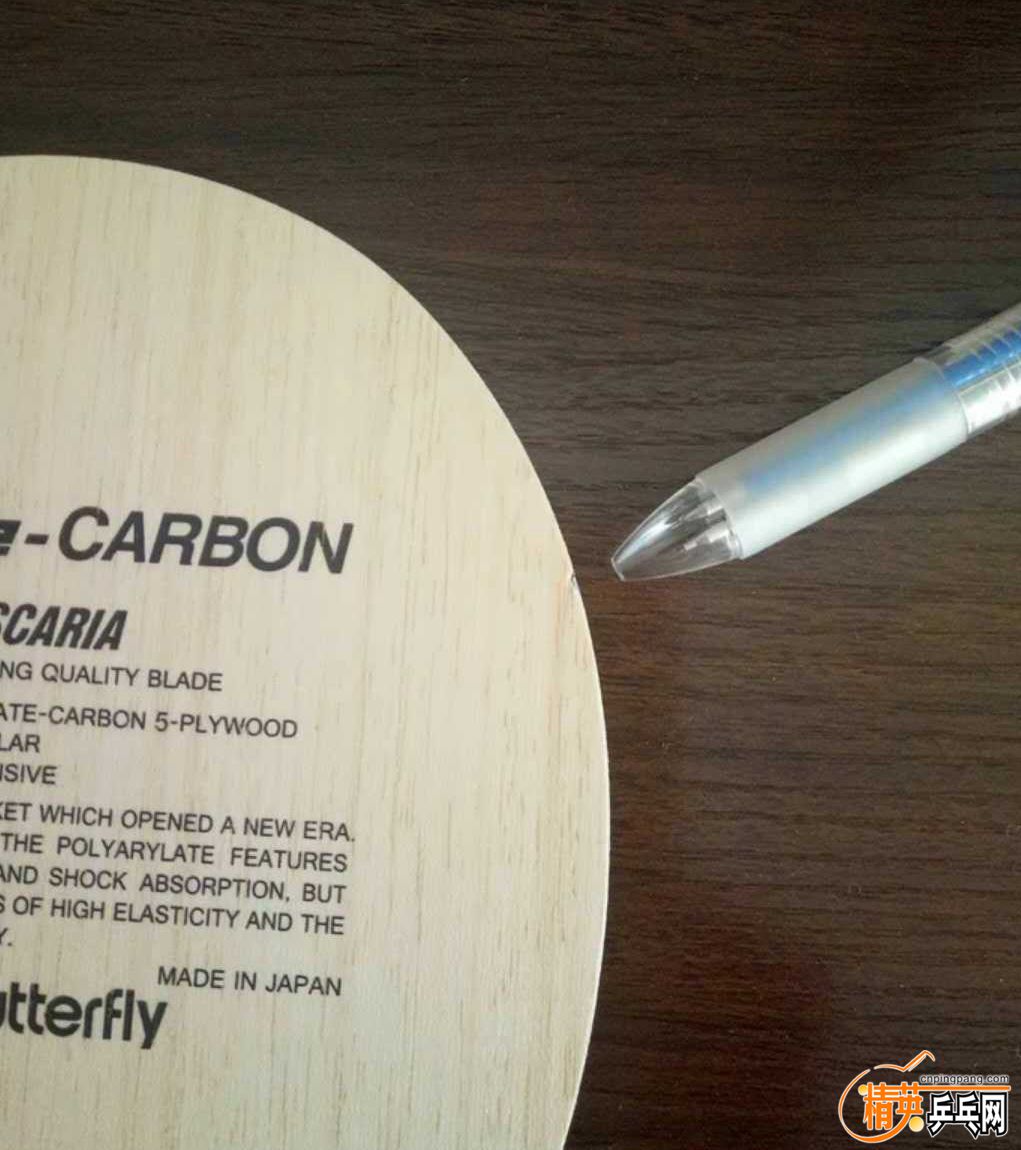 -CARBON
SCARIA
NG QUALITY BLADE
ATE-CARBON 5-PLYWOOD
LAR
NSIVE
KET WHICH OPENED A NEW ERA.
THE POLYARYLATE FEATURES
AND SHOCK ABSORPTION, BUT
S OF HIGH ELASTICITY AND THE
Y.
MADE IN JAPAN
utterfly
cnpingpang.com
精英乒乓网